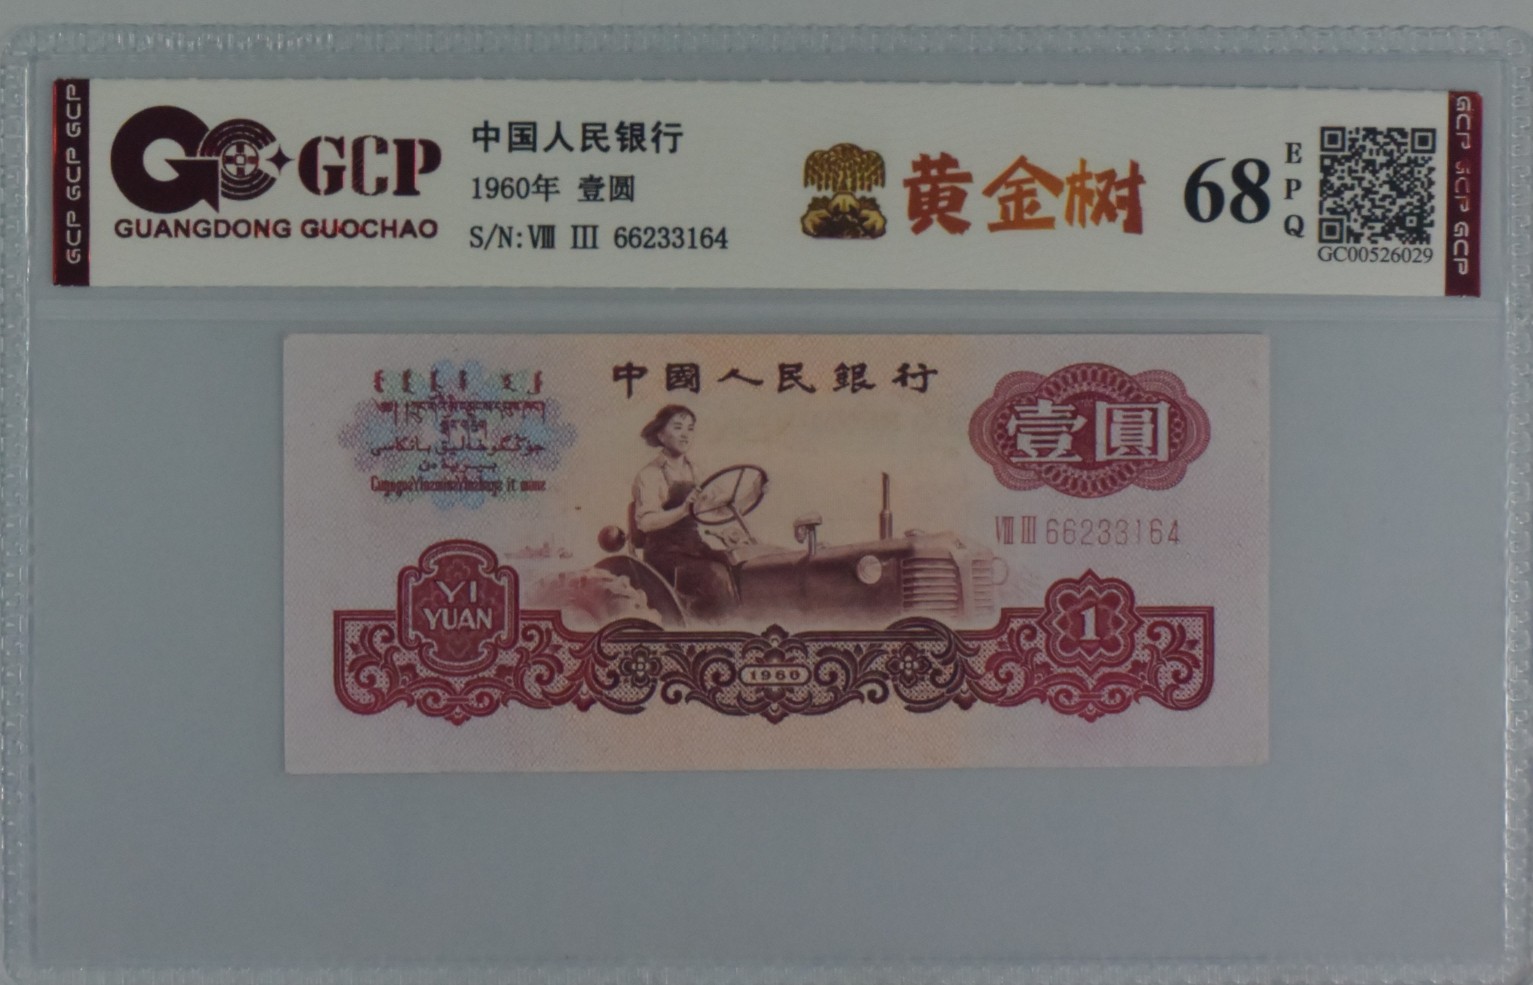 GCP GCP GCP
GCP
GUANGDONG GUOCHAO
中国人民银行
1960年 壹圆
S/N:Ⅷ III 66233164
黄金树
68
EPQ
GC00526029
GCP GCP GCP
中國人民銀行
壹圓
Ⅷ III 66233164
YI
YUAN
1
1960